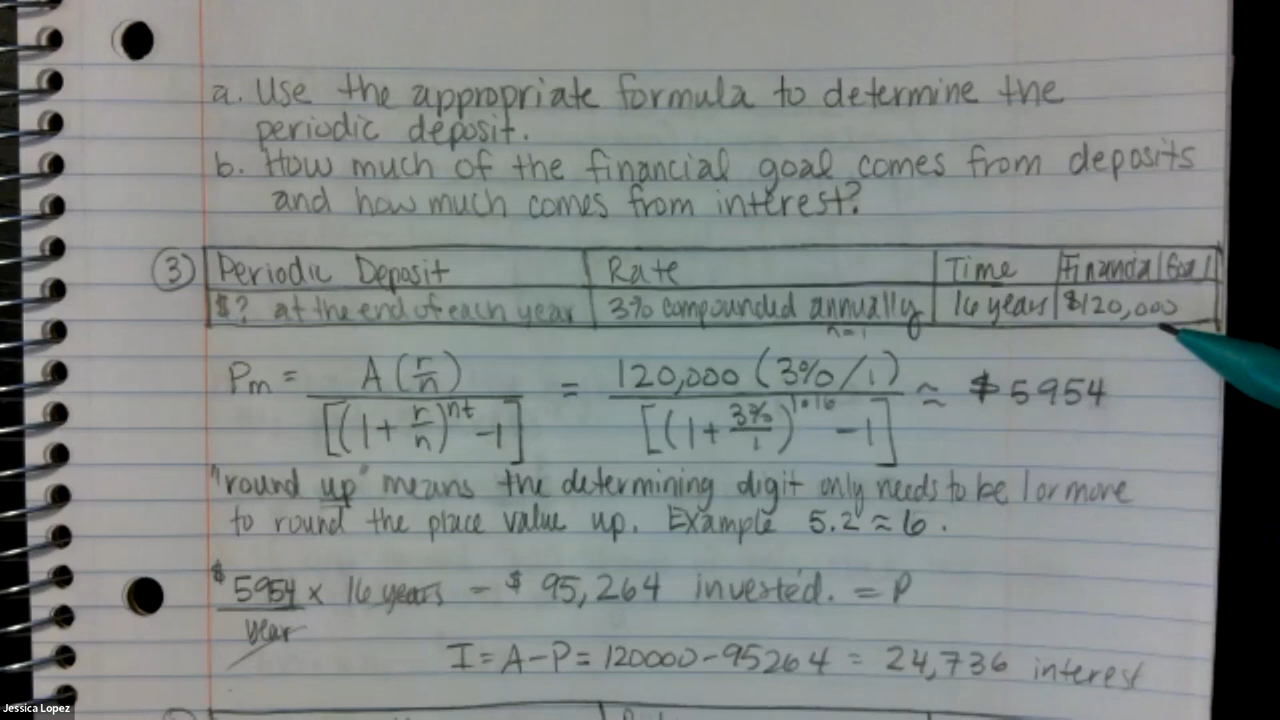 a. Use the appropriate formula to determine the
periodic deposit.
b. How much of the financial goal comes from deposits
and how much comes from interest?
③ Periodic Deposit | Rate | Time | Financial Goal
$? at the end of each year | 3% compounded annually | 16 years | $120,000
n=1
Pm = A(r/n) / [(1+r/n)^nt -1] = 120,000 (3%/1) / [(1+3%/1)^1·16 -1] ≈ $5954
"round up" means the determining digit only needs to be 1 or more
to round the place value up. Example 5.2 ≈ 6.
$5954/year × 16 years = $95,264 invested. = P
I = A-P = 120000-95264 = 24,736 interest
Jessica Lopez